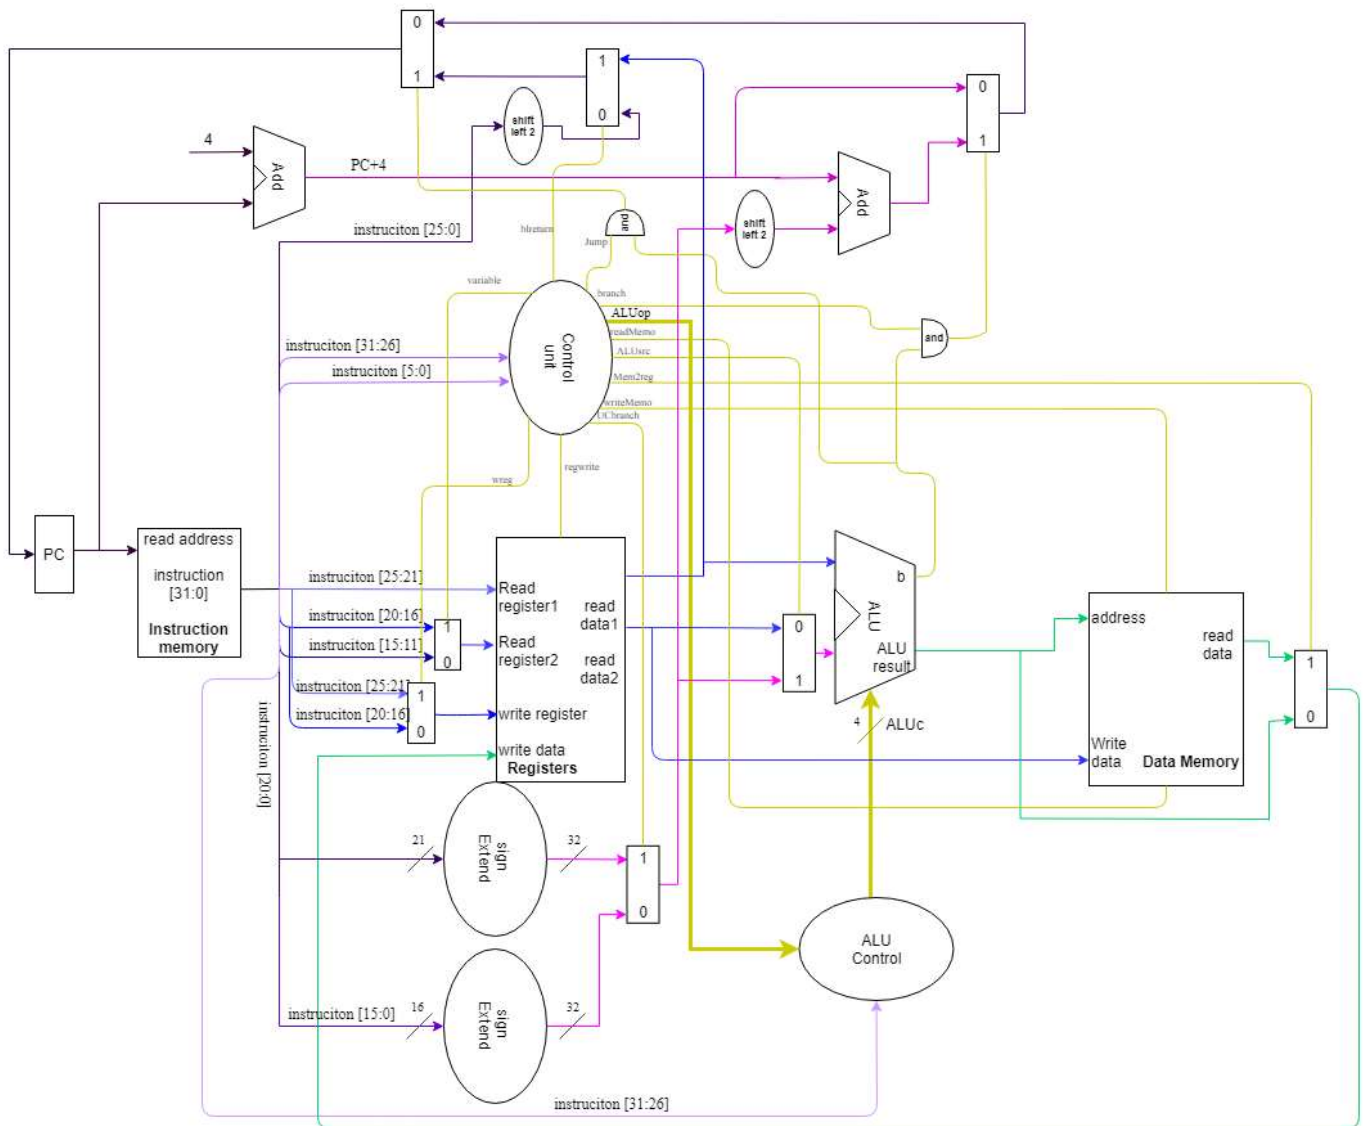 0
1
1
0
shift
left 2
4
Add
PC+4
instruciton [25:0]
blreturn
and
Jump
shift
left 2
Add
0
1
variable
branch
ALUop
readMemo
ALUsrc
Mem2reg
writeMemo
UCbranch
and
Control
unit
instruciton [31:26]
instruciton [5:0]
wreg
regwrite
PC
read address
instruction
[31:0]
Instruction
memory
instruciton [25:21]
instruciton [20:16]
instruciton [15:11]
1
0
instruciton [25:21]
instruciton [20:16]
1
0
Read
register1
read
data1
Read
register2
read
data2
write register
write data
Registers
0
1
b
ALU
ALU
result
4
ALUc
address
read
data
Write
data
Data Memory
1
0
instruciton [20:0]
21
sign
Extend
32
1
0
instruciton [15:0]
16
sign
Extend
32
ALU
Control
instruciton [31:26]